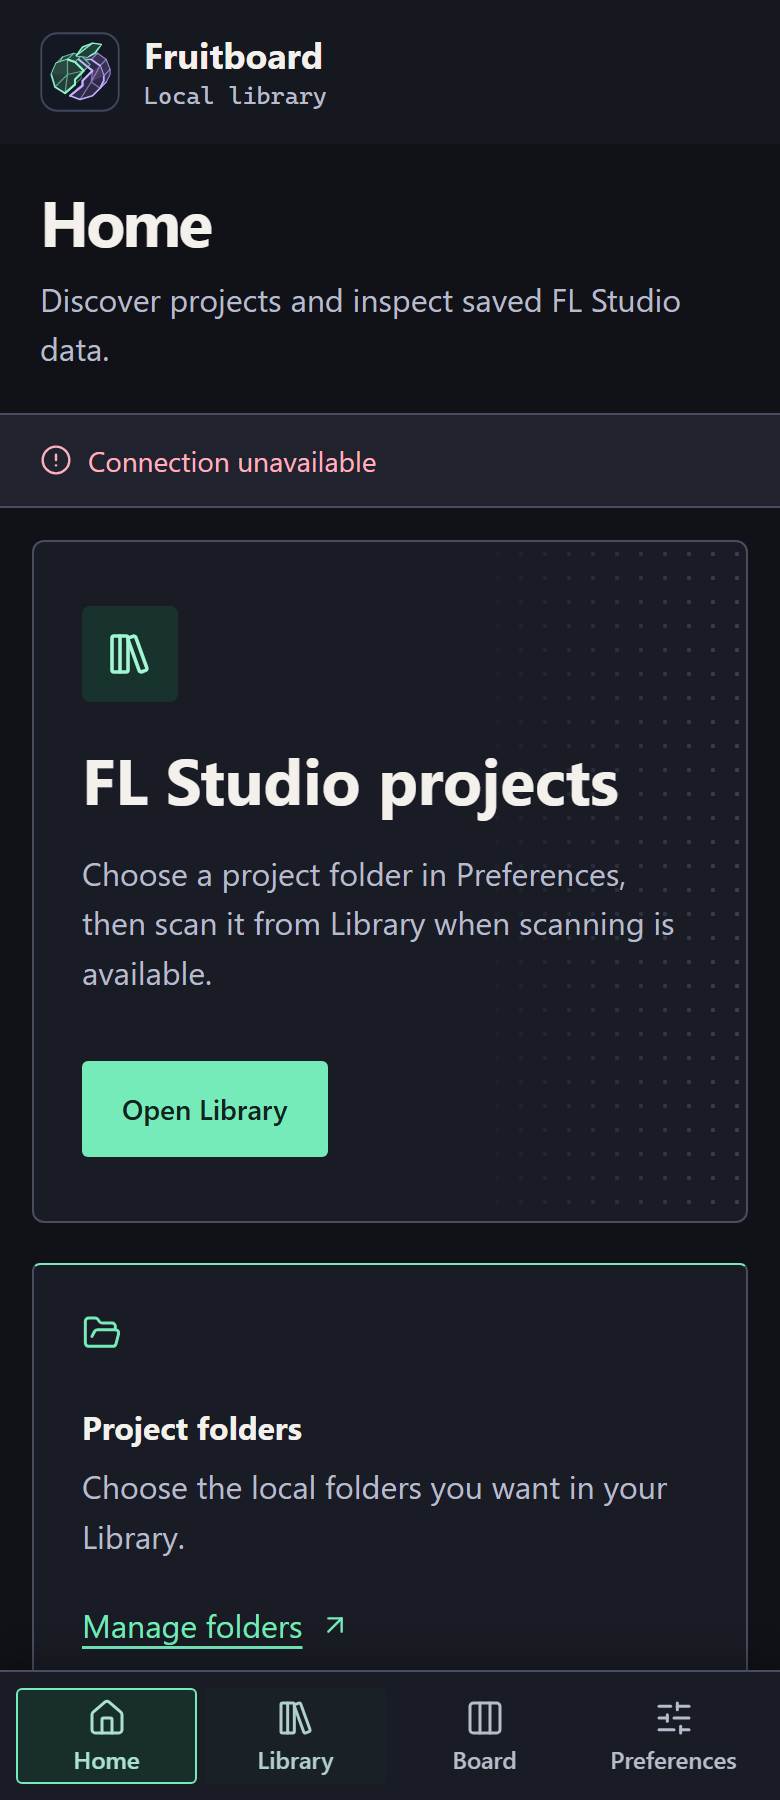 Fruitboard
Local library
Home
Discover projects and inspect saved FL Studio
data.
Connection unavailable
FL Studio projects
Choose a project folder in Preferences,
then scan it from Library when scanning is
available.
Open Library
Project folders
Choose the local folders you want in your
Library.
Manage folders
Home
Library
Board
Preferences